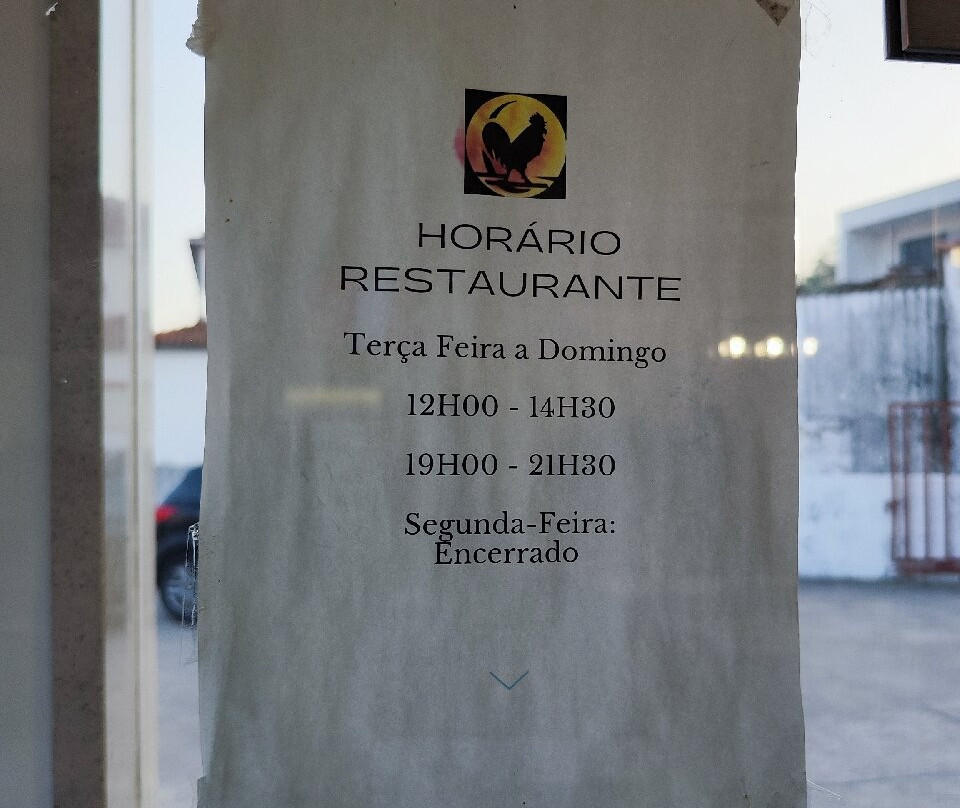 HORÁRIO
RESTAURANTE
Terça Feira a Domingo
12H00 - 14H30
19H00 - 21H30
Segunda-Feira:
Encerrado